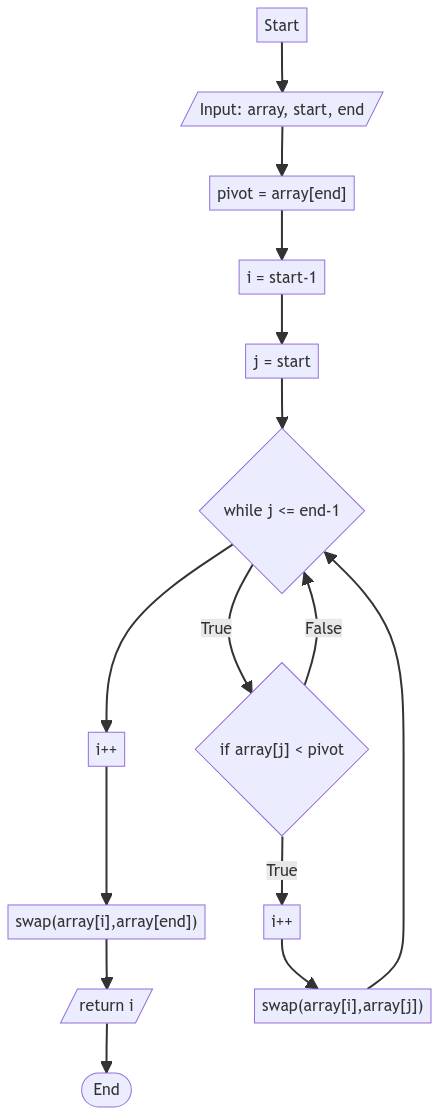 Start
Input: array, start, end
pivot = array[end]
i = start-1
j = start
while j <= end-1
True
False
i++
if array[j] < pivot
True
swap(array[i],array[end])
i++
return i
swap(array[i],array[j])
End